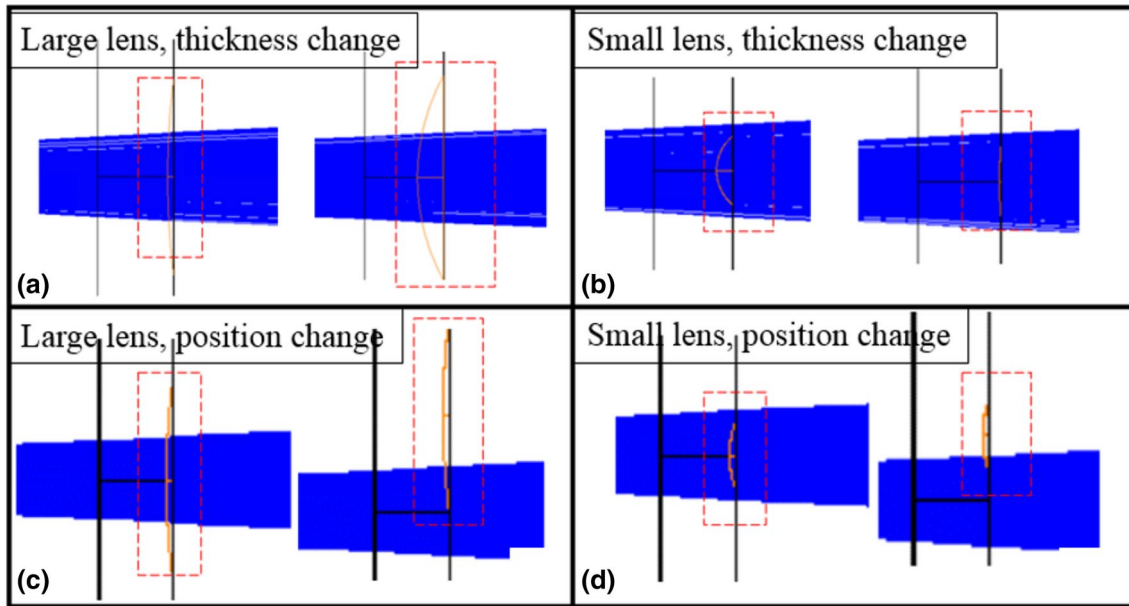 Large lens, thickness change
(a)
Small lens, thickness change
(b)
Large lens, position change
(c)
Small lens, position change
(d)